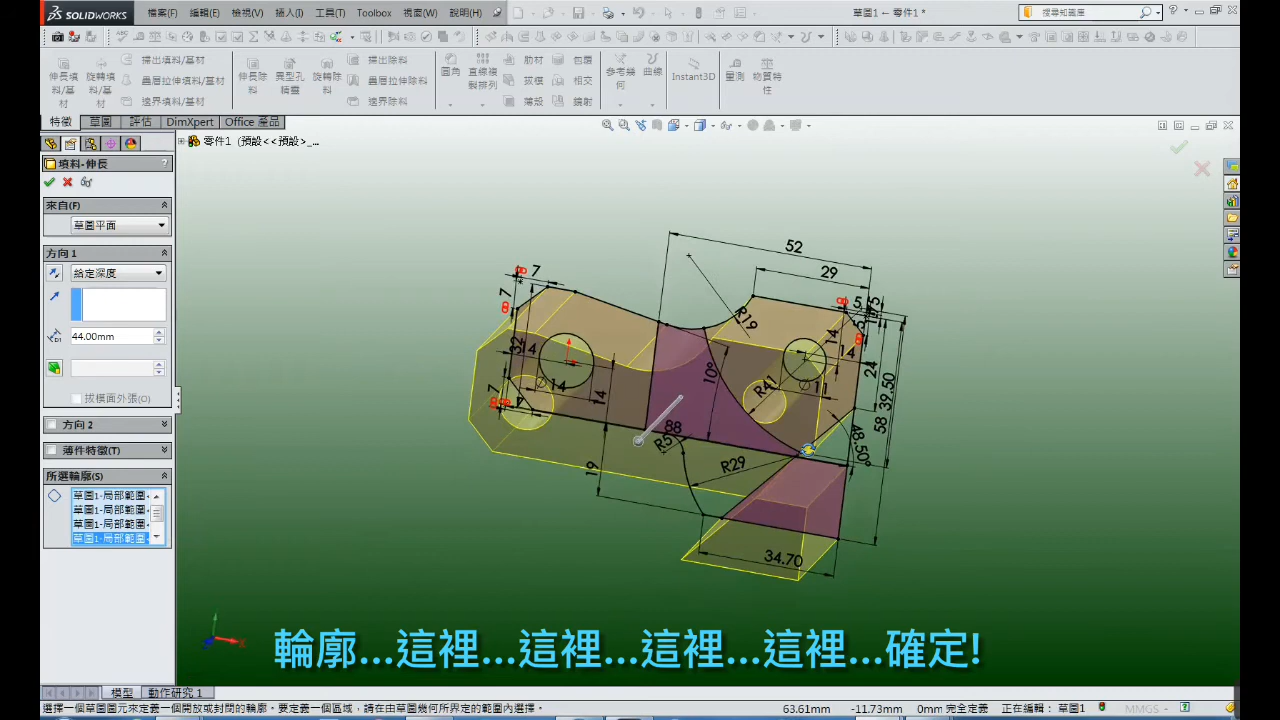 SOLIDWORKS
檔案(F) 編輯(E) 檢視(V) 插入(I) 工具(T) Toolbox 視窗(W) 說明(H)
草圖1 ← 零件1 *
搜尋知識庫
伸長填料/基材
旋轉填料/基材
掃出填料/基材
疊層拉伸填料/基材
邊界填料/基材
伸長除料
異型孔精靈
旋轉除料
掃出除料
疊層拉伸除料
邊界除料
圓角
直線複製排列
肋材
拔模
薄殼
包覆
相交
鏡射
參考幾何
曲線
Instant3D
量測
物質特性
特徵 草圖 評估 DimXpert Office 產品
零件1 (預設<<預設>_...
填料-伸長
?
來自(F)
草圖平面
方向 1
給定深度
44.00mm
拔模面外張(O)
方向 2
薄件特徵(T)
所選輪廓(S)
草圖1-局部範圍
草圖1-局部範圍
草圖1-局部範圍
草圖1-局部範圍
52
29
7
7
R19
14
14
32
4
14
7
4
14
10°
R41
11
24
39.50
58
48.50°
88
R5
R29
19
34.70
輪廓...這裡...這裡...這裡...這裡...確定!
模型 動作研究 1
選擇一個草圖圖元來定義一個開放或封閉的輪廓。要定義一個區域，請在由草圖幾何所界定的範圍內選擇。
63.61mm -11.73mm 0mm 完全定義 正在編輯：草圖1 MMGS